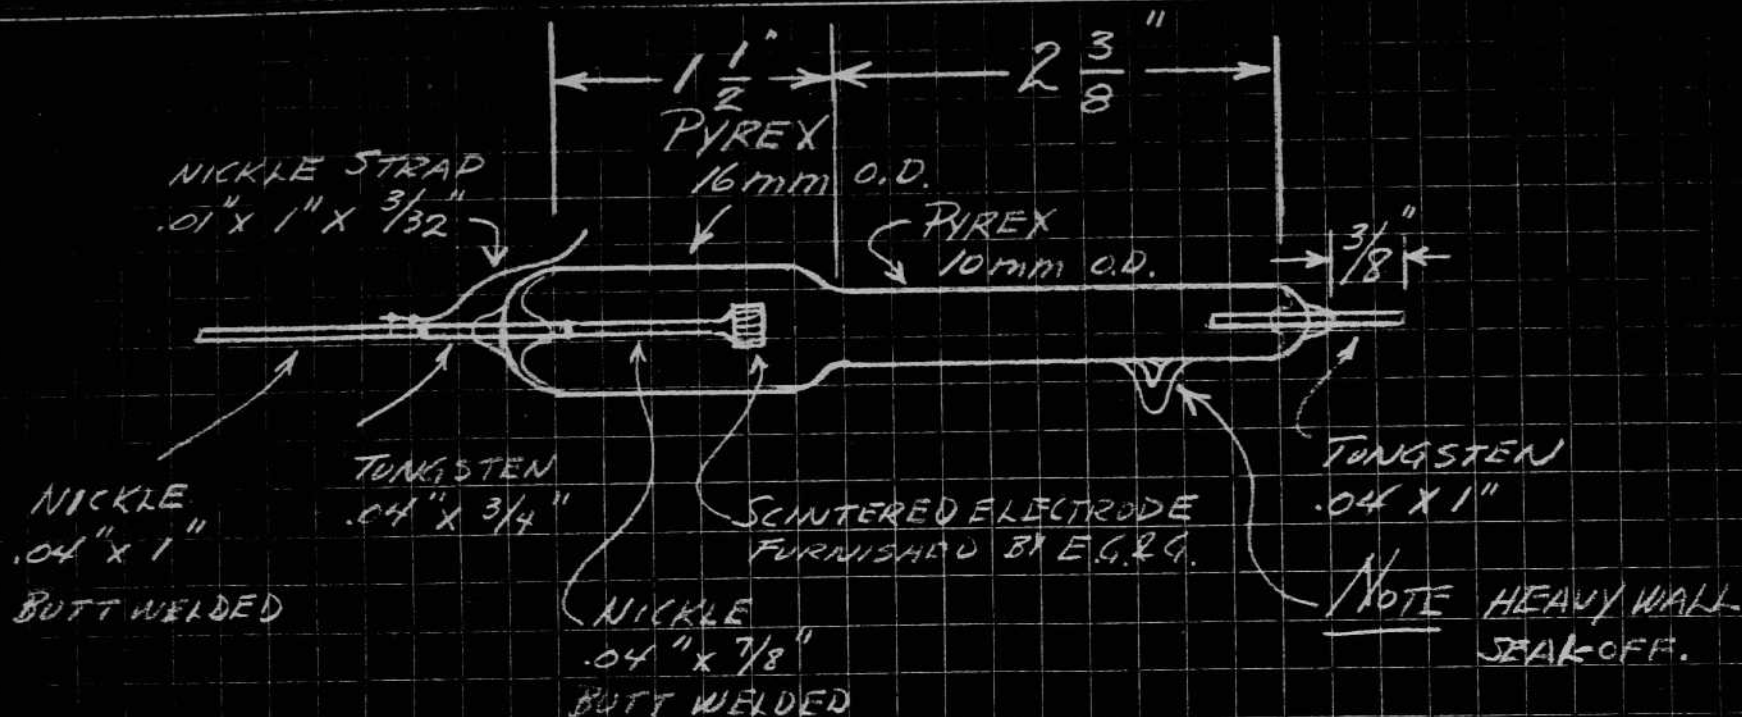 1 1/2" 2 3/8"
PYREX
16mm O.D.
NICKLE STRAP
.01" X 1" X 3/32"
PYREX
10mm O.D.
3/8"
NICKLE
.04" X 1"
BUTT WELDED
TUNGSTEN
.04" X 3/4"
NICKLE
.04" X 7/8"
BUTT WELDED
SCINTERED ELECTRODE
FURNISHED BY E.G.&G.
TUNGSTEN
.04 X 1"
NOTE HEAVY WALL
SEAL-OFF.